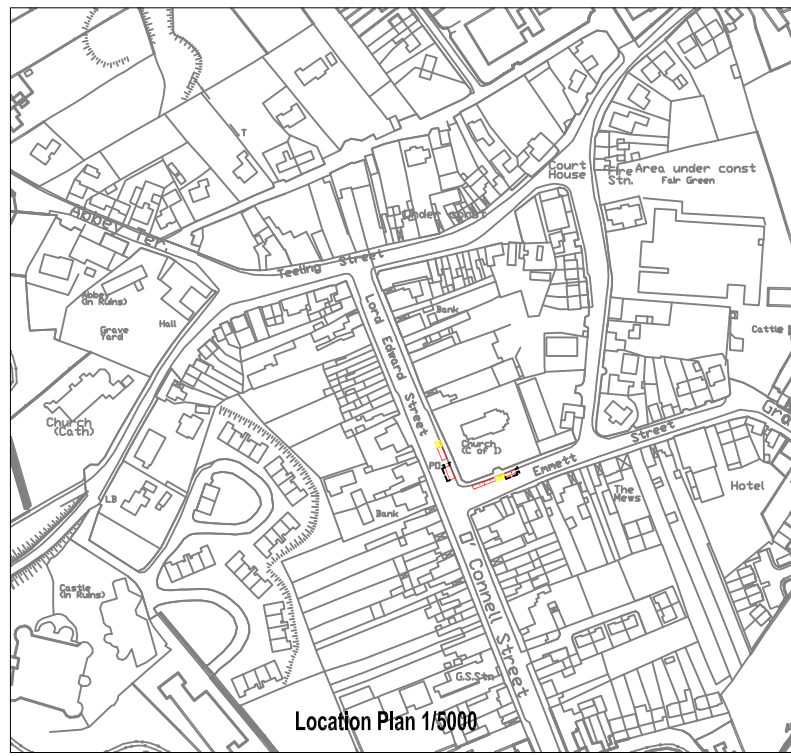 T
Court
House
Fire
Stn.
Area under const
Fair Green
Abbey Ter.
Under const
Teeling Street
Abbey
(in Ruins)
Hall
Grave
Yard
Lord Edward Street
Bank
Cattle
Church
(Cath)
Church
(C of I)
PO
Emmett Street
Gra
LB
Bank
The
Mews
Hotel
O' Connell Street
Castle
(in Ruins)
G.S.Stn
Location Plan 1/5000